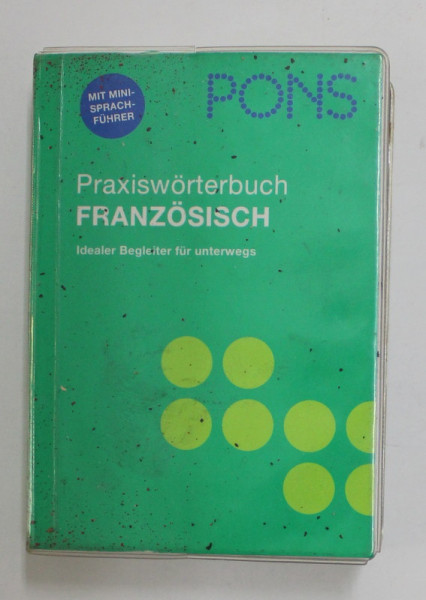 MIT MINI-
SPRACH-
FÜHRER
PONS
Praxiswörterbuch
FRANZÖSISCH
Idealer Begleiter für unterwegs